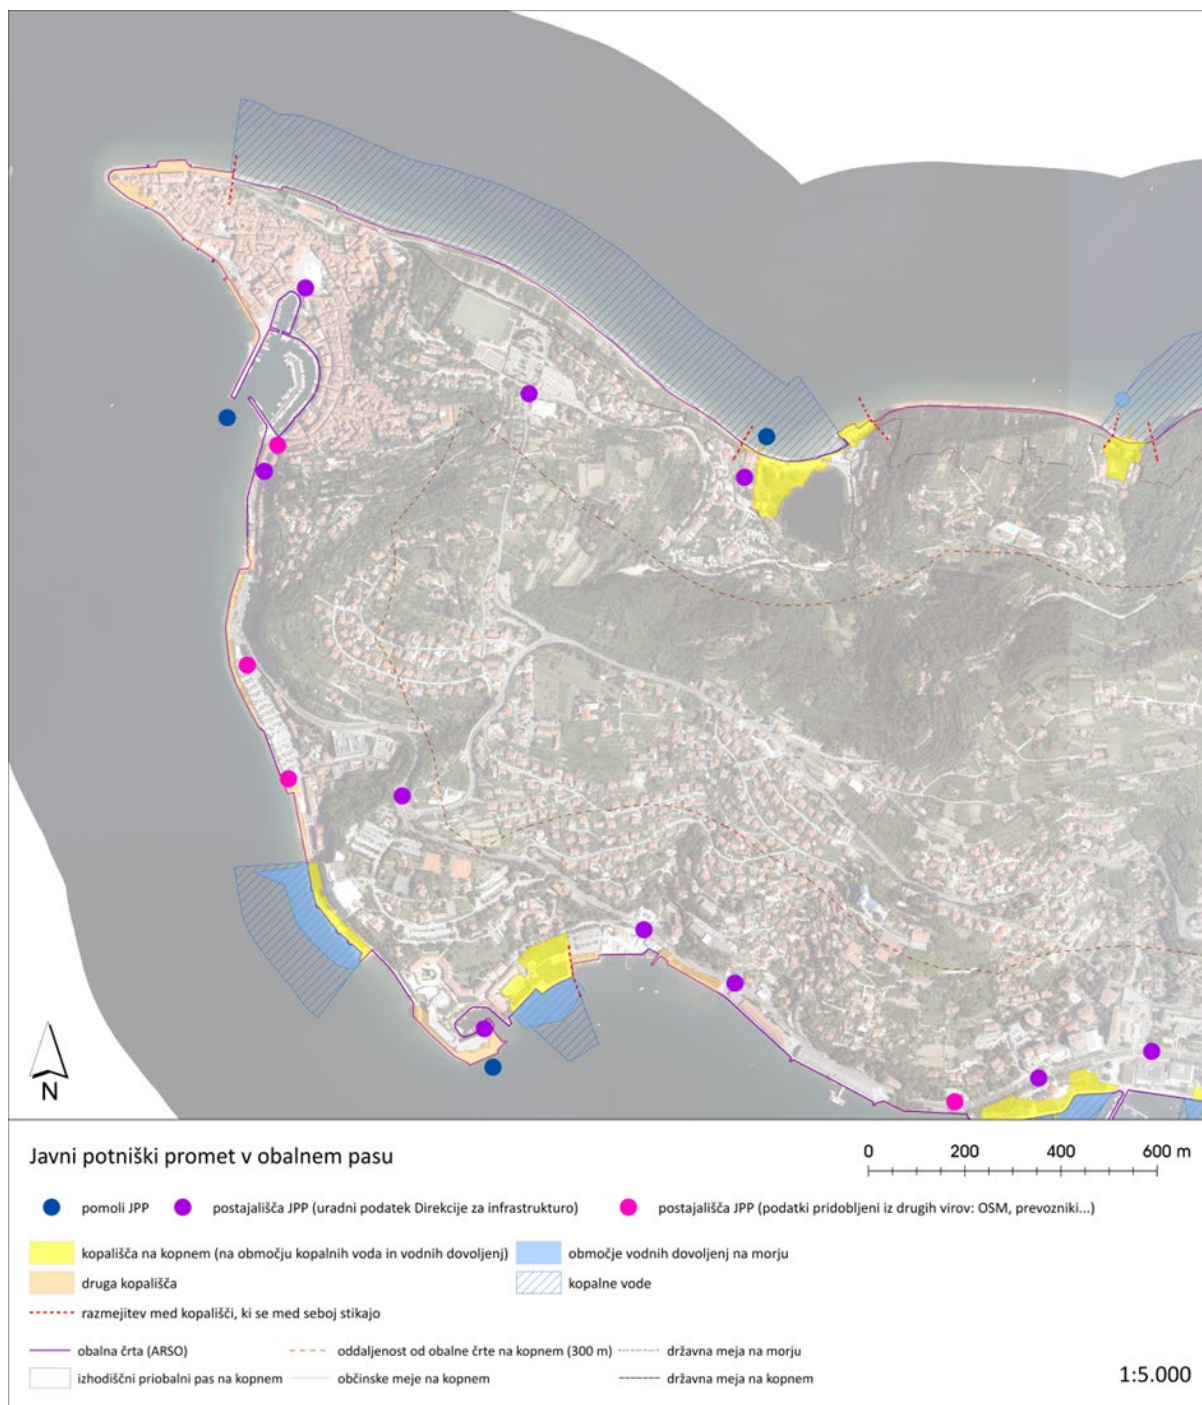 N
Javni potniški promet v obalnem pasu
0 200 400 600 m
pomoli JPP
postajališča JPP (uradni podatek Direkcije za infrastrukturo)
postajališča JPP (podatki pridobljeni iz drugih virov: OSM, prevozniki...)
kopališča na kopnem (na območju kopalnih voda in vodnih dovoljenj)
območje vodnih dovoljenj na morju
druga kopališča
kopalne vode
razmejitev med kopališči, ki se med seboj stikajo
obalna črta (ARSO)
oddaljenost od obalne črte na kopnem (300 m)
državna meja na morju
izhodiščni priobalni pas na kopnem
občinske meje na kopnem
državna meja na kopnem
1:5.000